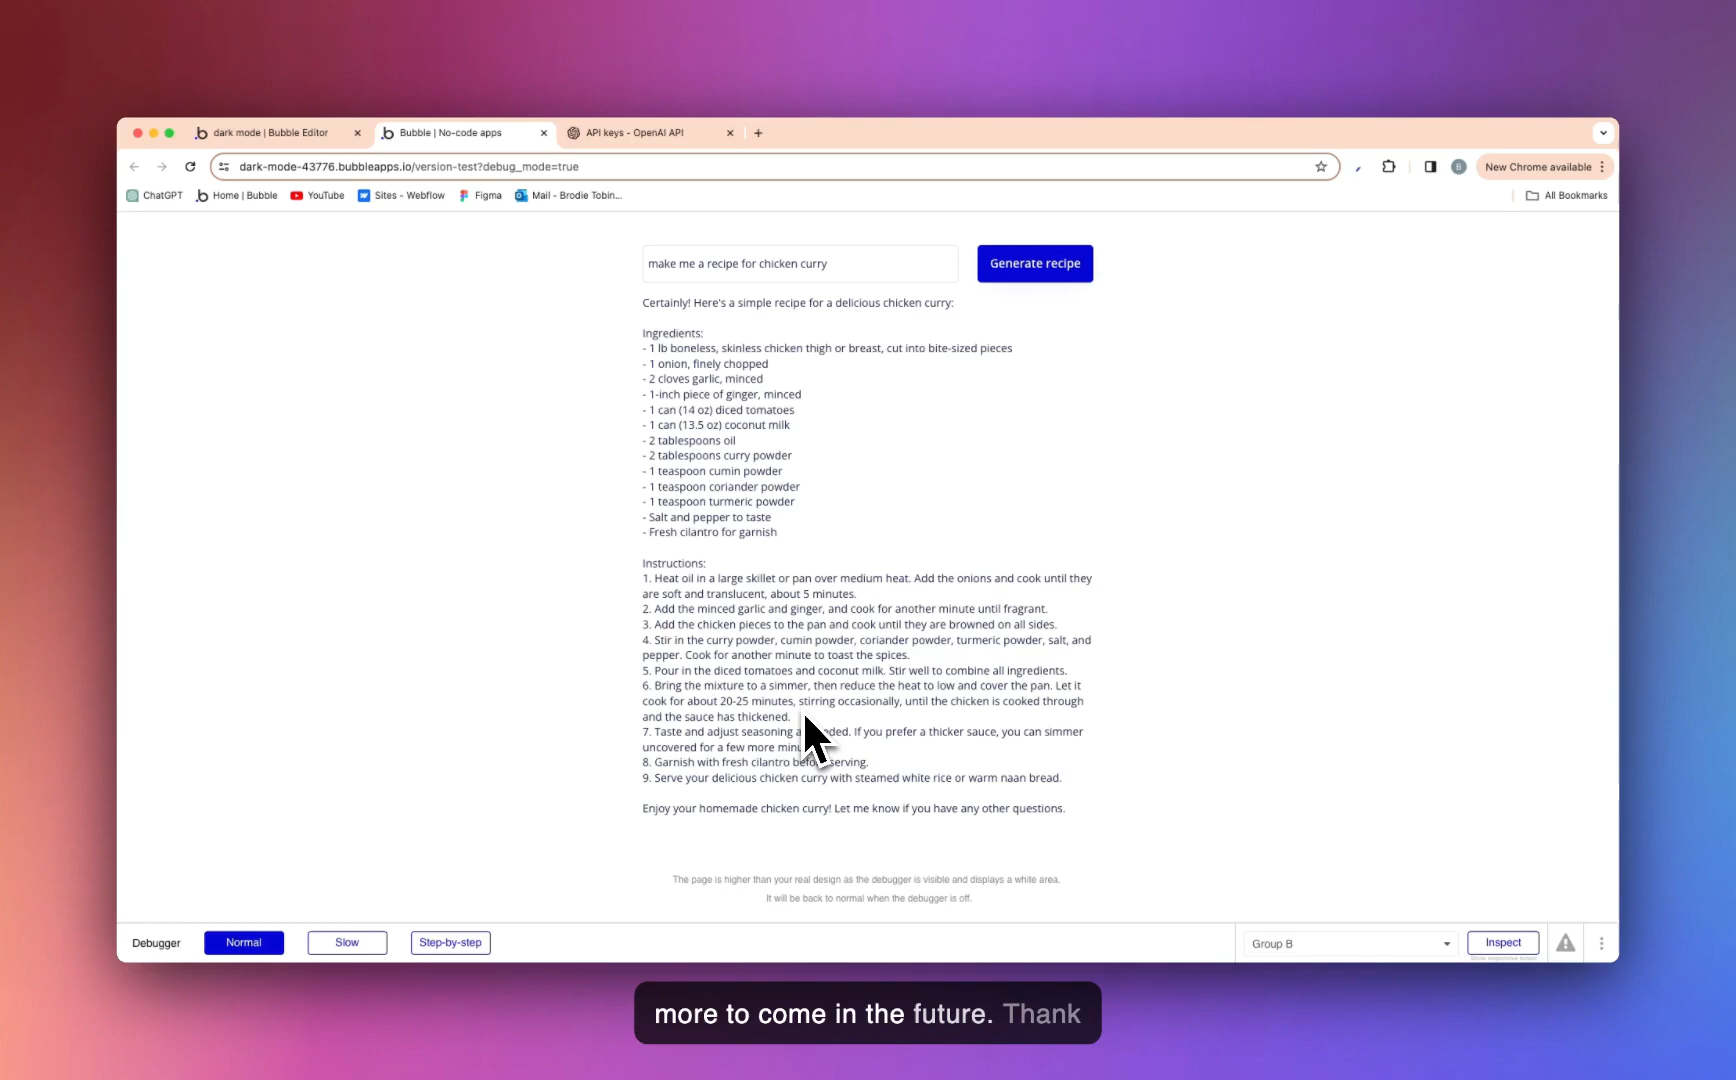 dark mode | Bubble Editor
Bubble | No-code apps
API keys - OpenAI API
dark-mode-43776.bubbleapps.io/version-test?debug_mode=true
B
New Chrome available
ChatGPT
Home | Bubble
YouTube
Sites - Webflow
Figma
Mail - Brodie Tobin...
All Bookmarks
make me a recipe for chicken curry
Generate recipe
Certainly! Here's a simple recipe for a delicious chicken curry:
Ingredients:
- 1 lb boneless, skinless chicken thigh or breast, cut into bite-sized pieces
- 1 onion, finely chopped
- 2 cloves garlic, minced
- 1-inch piece of ginger, minced
- 1 can (14 oz) diced tomatoes
- 1 can (13.5 oz) coconut milk
- 2 tablespoons oil
- 2 tablespoons curry powder
- 1 teaspoon cumin powder
- 1 teaspoon coriander powder
- 1 teaspoon turmeric powder
- Salt and pepper to taste
- Fresh cilantro for garnish
Instructions:
1. Heat oil in a large skillet or pan over medium heat. Add the onions and cook until they
are soft and translucent, about 5 minutes.
2. Add the minced garlic and ginger, and cook for another minute until fragrant.
3. Add the chicken pieces to the pan and cook until they are browned on all sides.
4. Stir in the curry powder, cumin powder, coriander powder, turmeric powder, salt, and
pepper. Cook for another minute to toast the spices.
5. Pour in the diced tomatoes and coconut milk. Stir well to combine all ingredients.
6. Bring the mixture to a simmer, then reduce the heat to low and cover the pan. Let it
cook for about 20-25 minutes, stirring occasionally, until the chicken is cooked through
and the sauce has thickened.
7. Taste and adjust seasoning If you prefer a thicker sauce, you can simmer
uncovered for a few more
8. Garnish with fresh cilantro serving.
9. Serve your delicious chicken curry with steamed white rice or warm naan bread.
Enjoy your homemade chicken curry! Let me know if you have any other questions.
The page is higher than your real design as the debugger is visible and displays a white area.
It will be back to normal when the debugger is off.
Debugger
Normal
Slow
Step-by-step
Group B
Inspect
more to come in the future. Thank